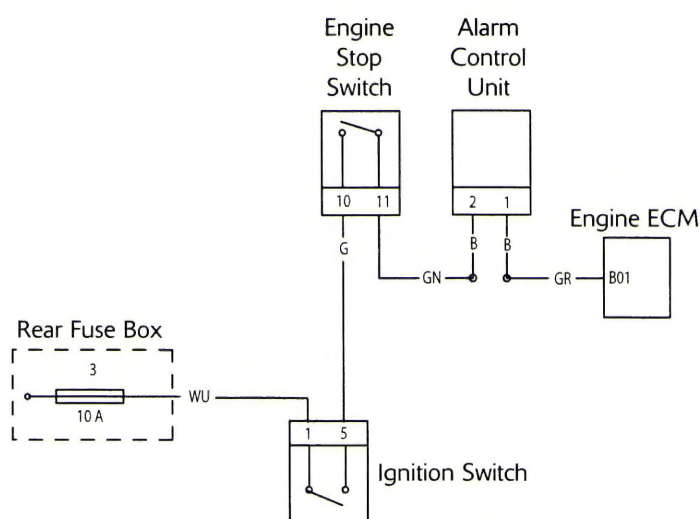 Engine
Stop
Switch
Alarm
Control
Unit
10 11
2 1
Engine ECM
G
B B
GN
GR
B01
Rear Fuse Box
3
10 A
WU
1 5
Ignition Switch